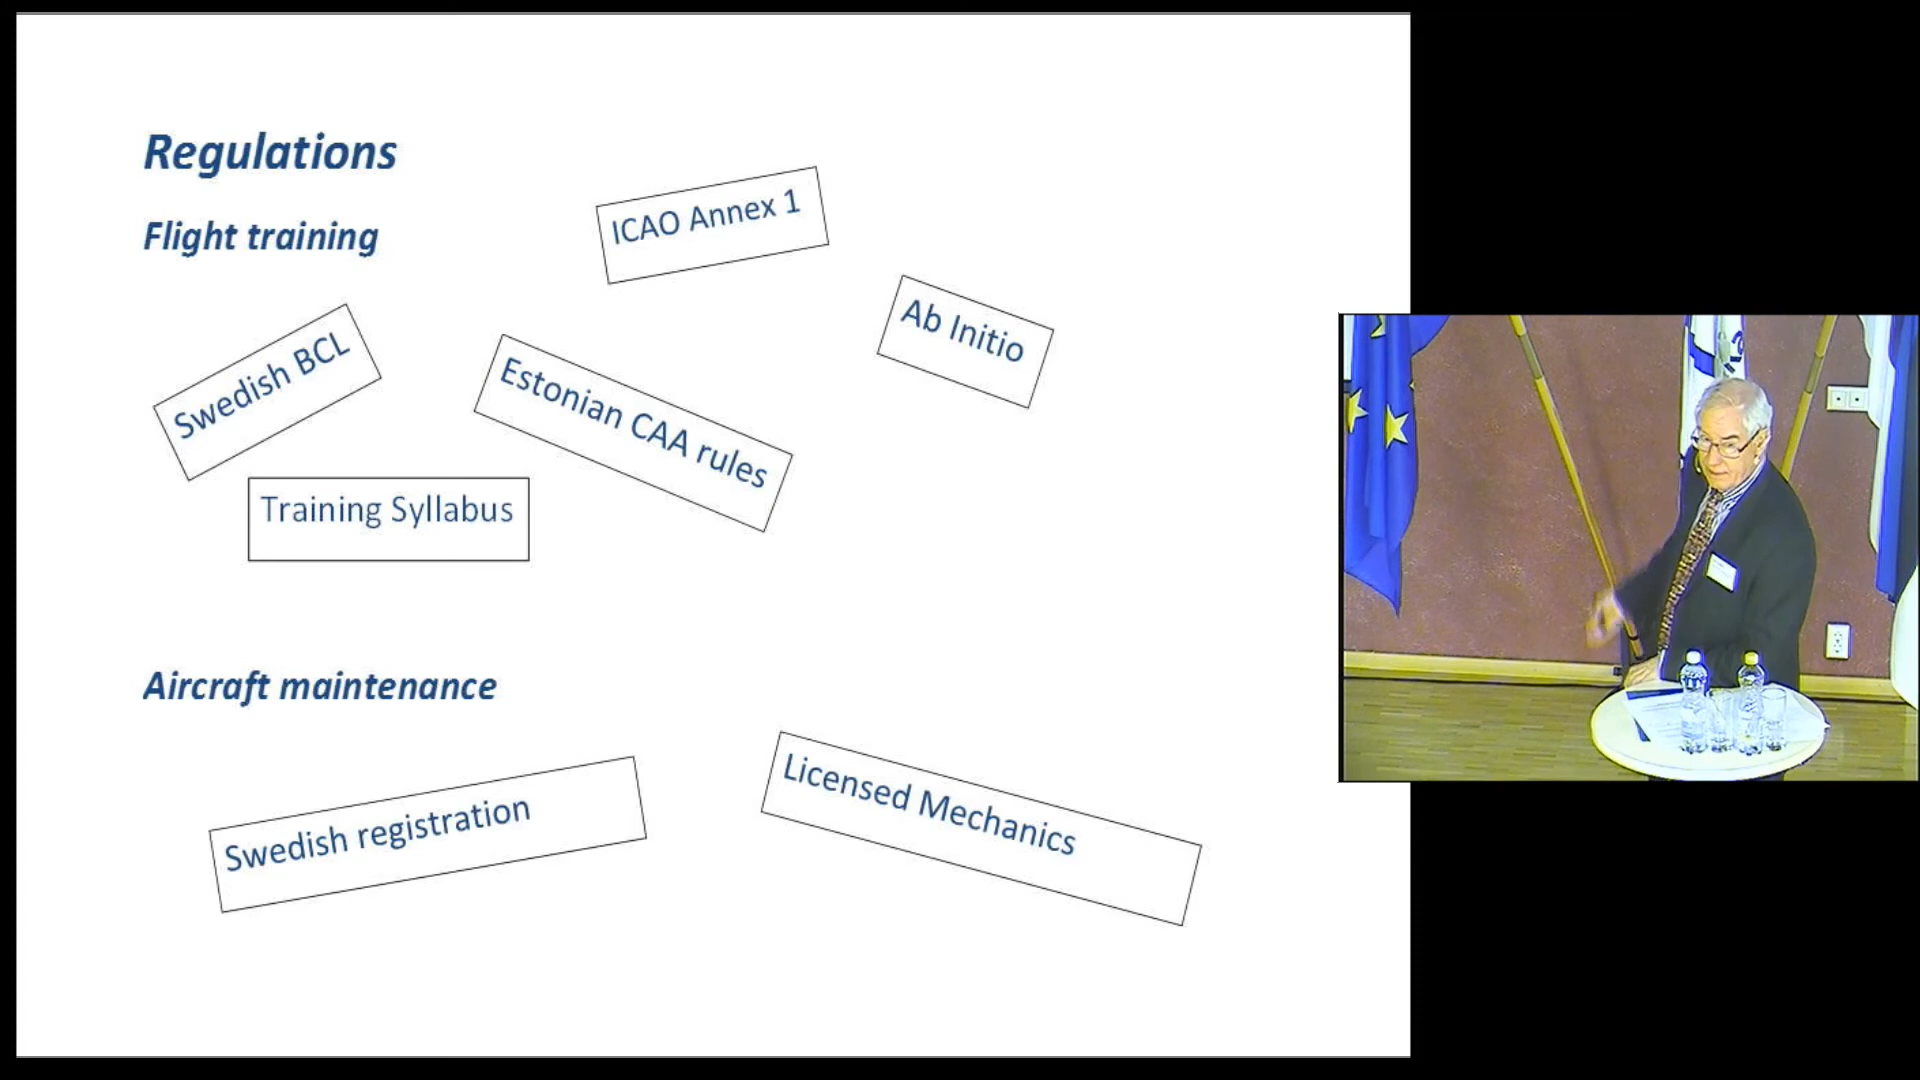 Regulations
Flight training
ICAO Annex 1
Ab Initio
Swedish BCL
Estonian CAA rules
Training Syllabus
Aircraft maintenance
Swedish registration
Licensed Mechanics